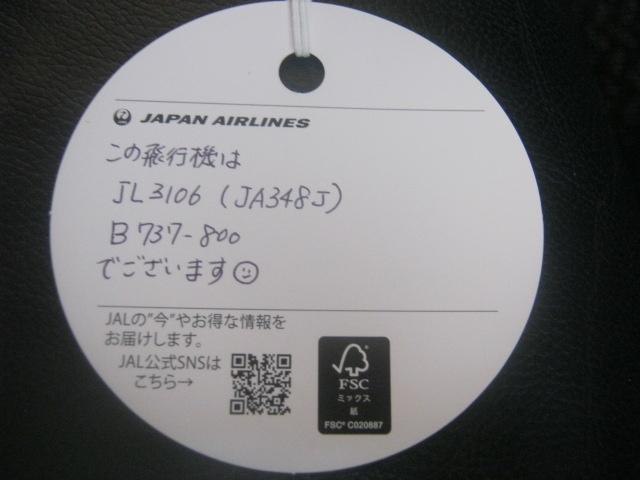 JAPAN AIRLINES
この飛行機は
JL3106 (JA348J)
B737-800
でございます☺
JALの"今"やお得な情報を
お届けします。
JAL公式SNSは
こちら→
FSC
ミックス
紙
FSC® C020887